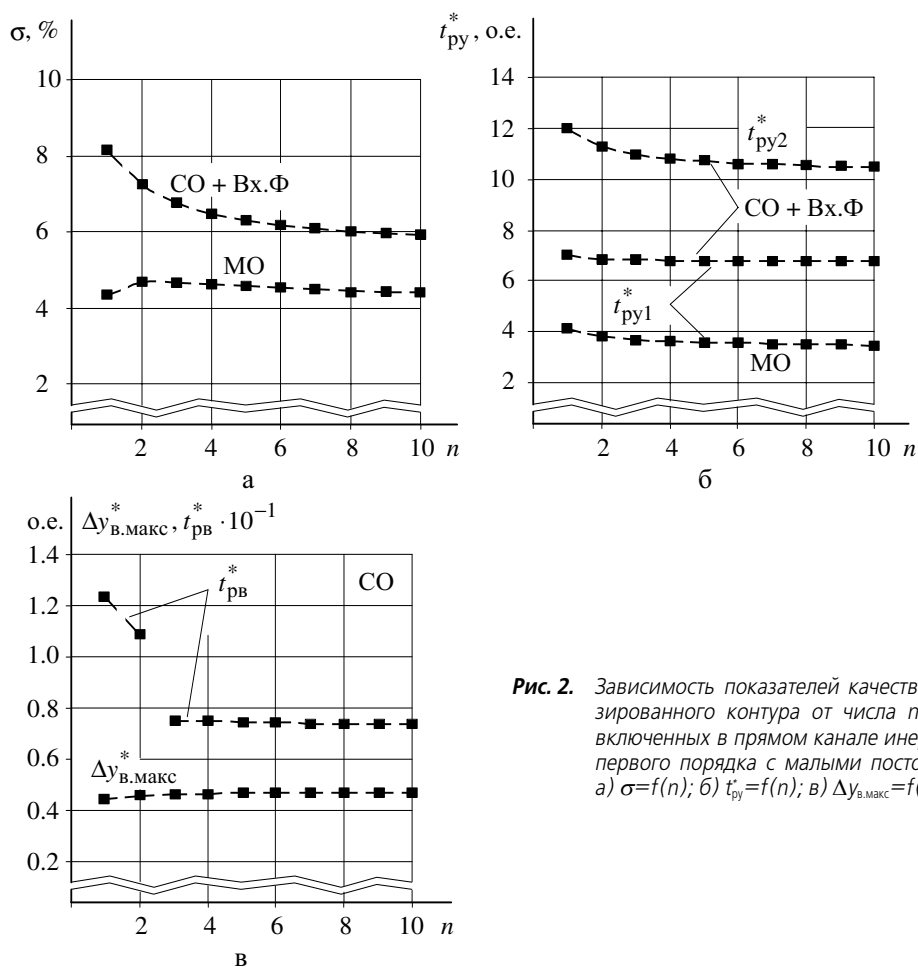 σ, %
10
8
6
4
2
СО + Вх.Ф
МО
2 4 6 8 10 n
а
t*ру, о.е.
14
12
10
8
6
4
2
t*ру2
СО + Вх.Ф
t*ру1
МО
2 4 6 8 10 n
б
о.е. Δy*в.макс, t*рв · 10⁻¹
1.4
1.2
1.0
0.8
0.6
0.4
0.2
t*рв
СО
Δy*в.макс
2 4 6 8 10 n
в
Рис. 2. Зависимость показателей качеств
зированного контура от числа n
включенных в прямом канале ине
первого порядка с малыми посто
а) σ=f(n); б) t*ру=f(n); в) Δyв.макс=f(